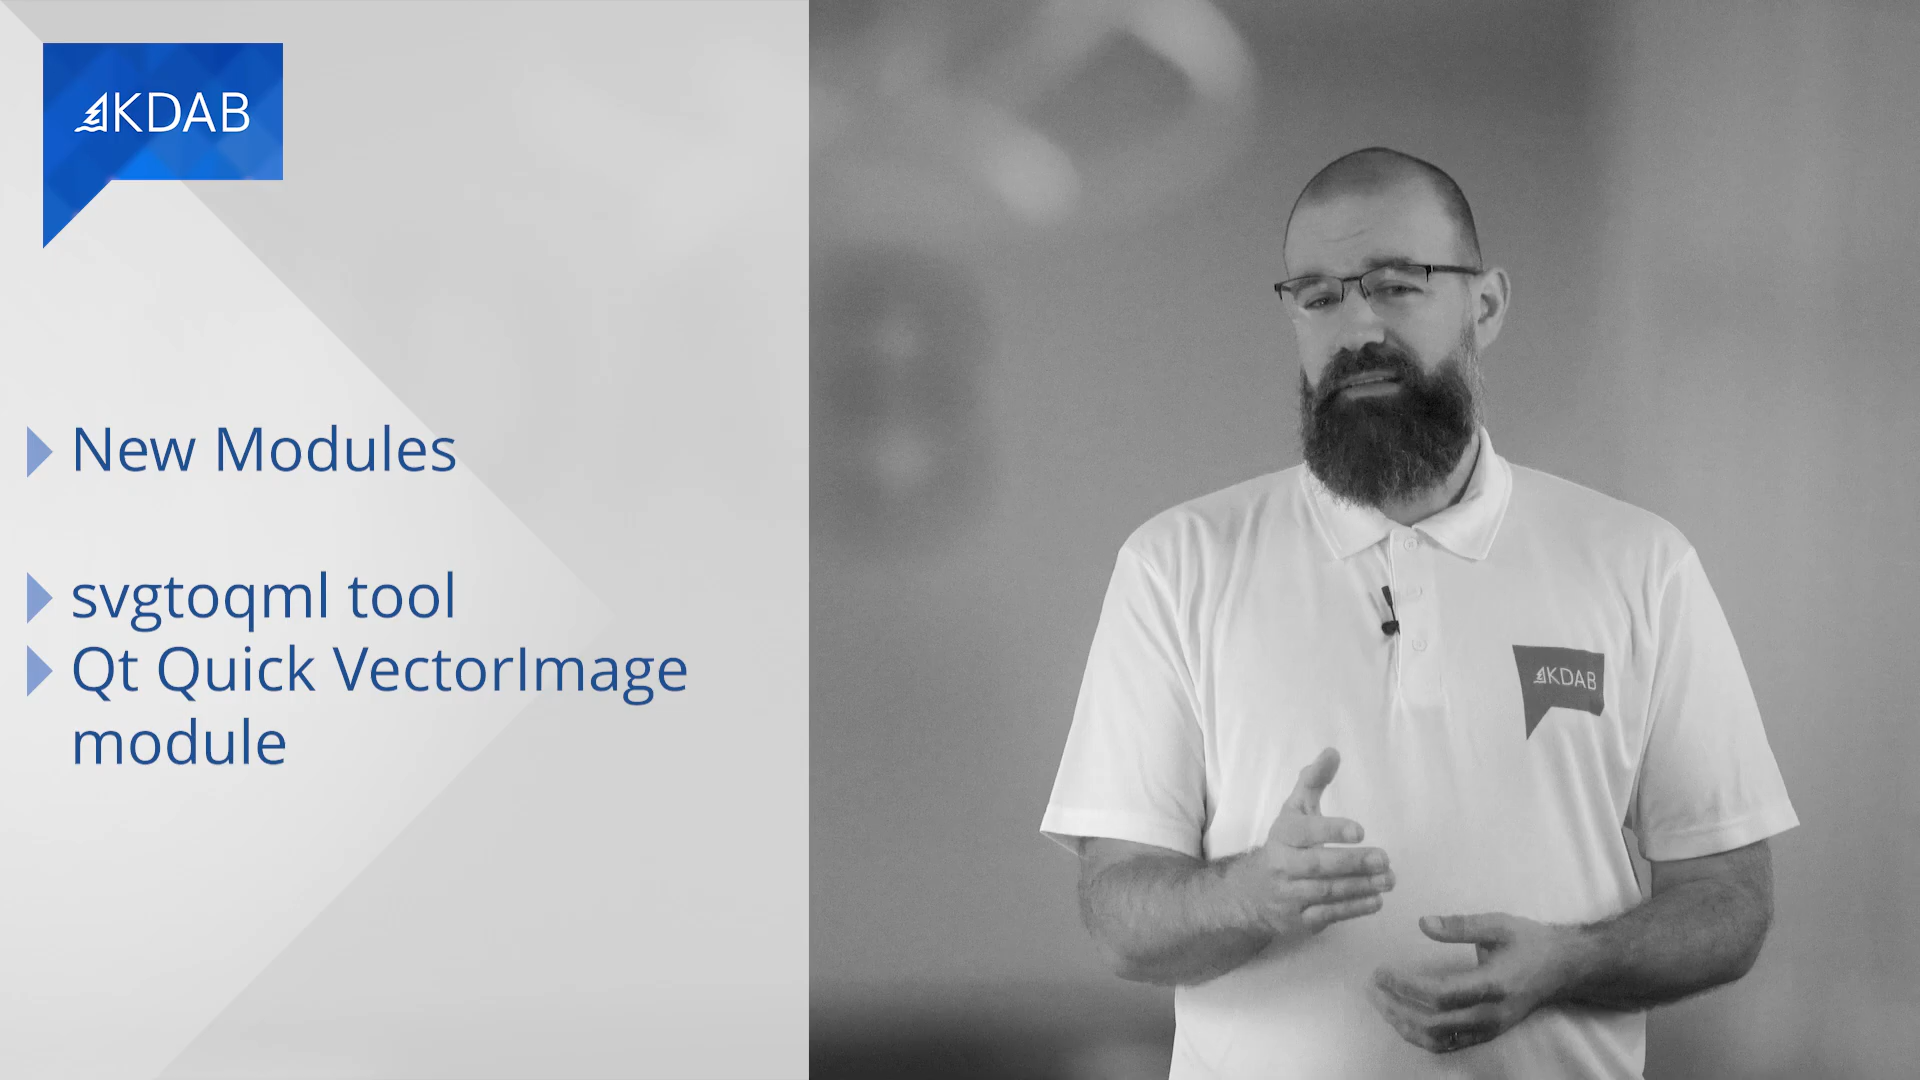 KDAB
New Modules
svgtoqml tool
Qt Quick VectorImage
module
KDAB